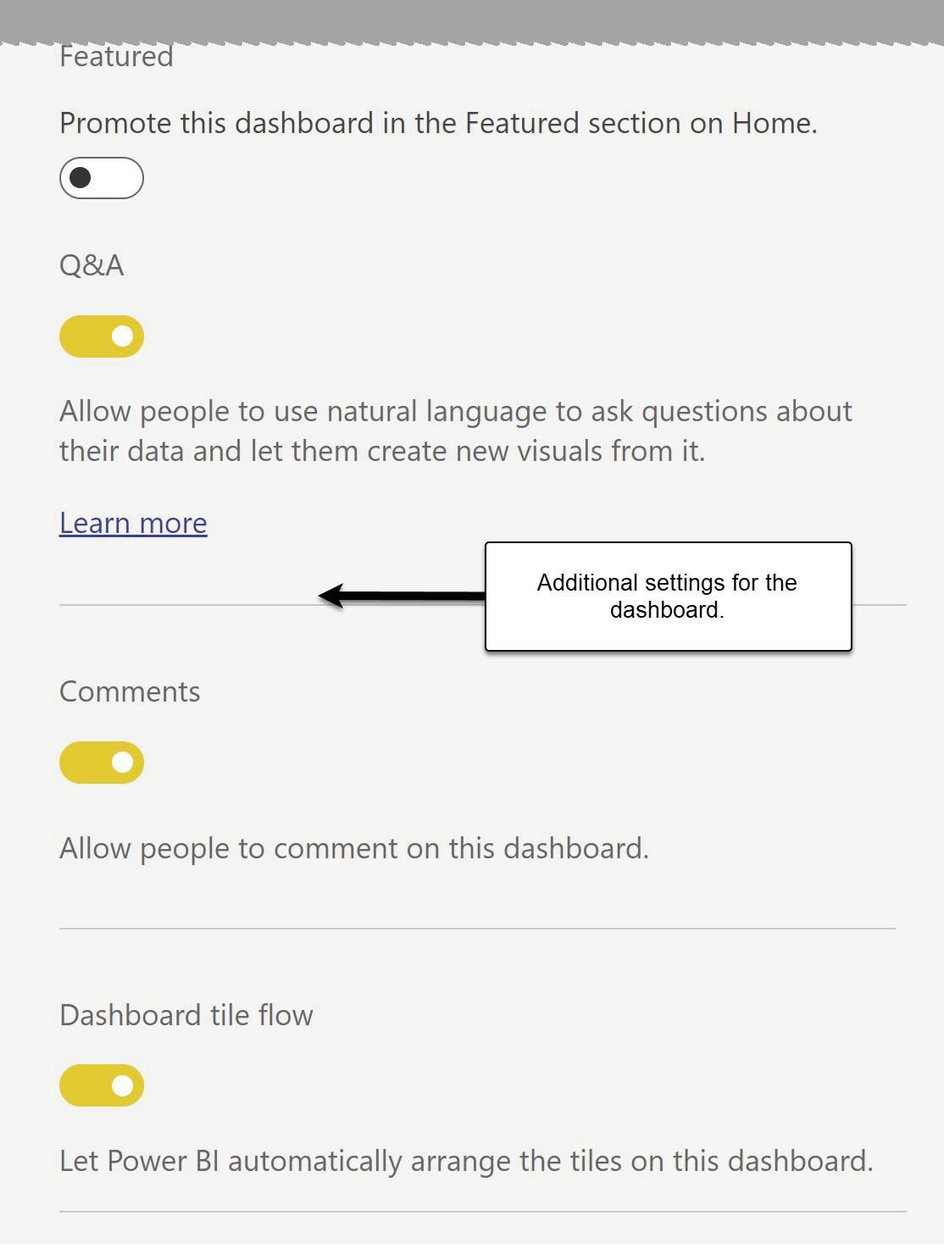 Featured
Promote this dashboard in the Featured section on Home.
Q&A
Allow people to use natural language to ask questions about
their data and let them create new visuals from it.
Learn more
Additional settings for the
dashboard.
Comments
Allow people to comment on this dashboard.
Dashboard tile flow
Let Power BI automatically arrange the tiles on this dashboard.